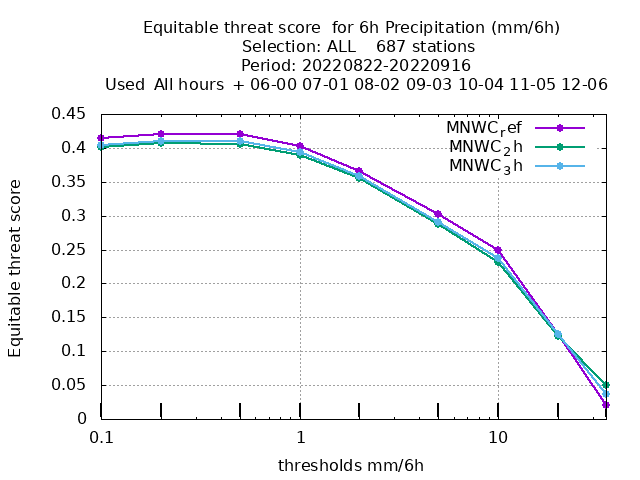 Equitable threat score  for 6h Precipitation (mm/6h)
Selection: ALL    687 stations
Period: 20220822-20220916
Used  All hours  + 06-00 07-01 08-02 09-03 10-04 11-05 12-06
0.45
0.4
0.35
0.3
0.25
0.2
0.15
0.1
0.05
0
Equitable threat score
MNWCref
MNWC2h
MNWC3h
0.1
1
10
thresholds mm/6h